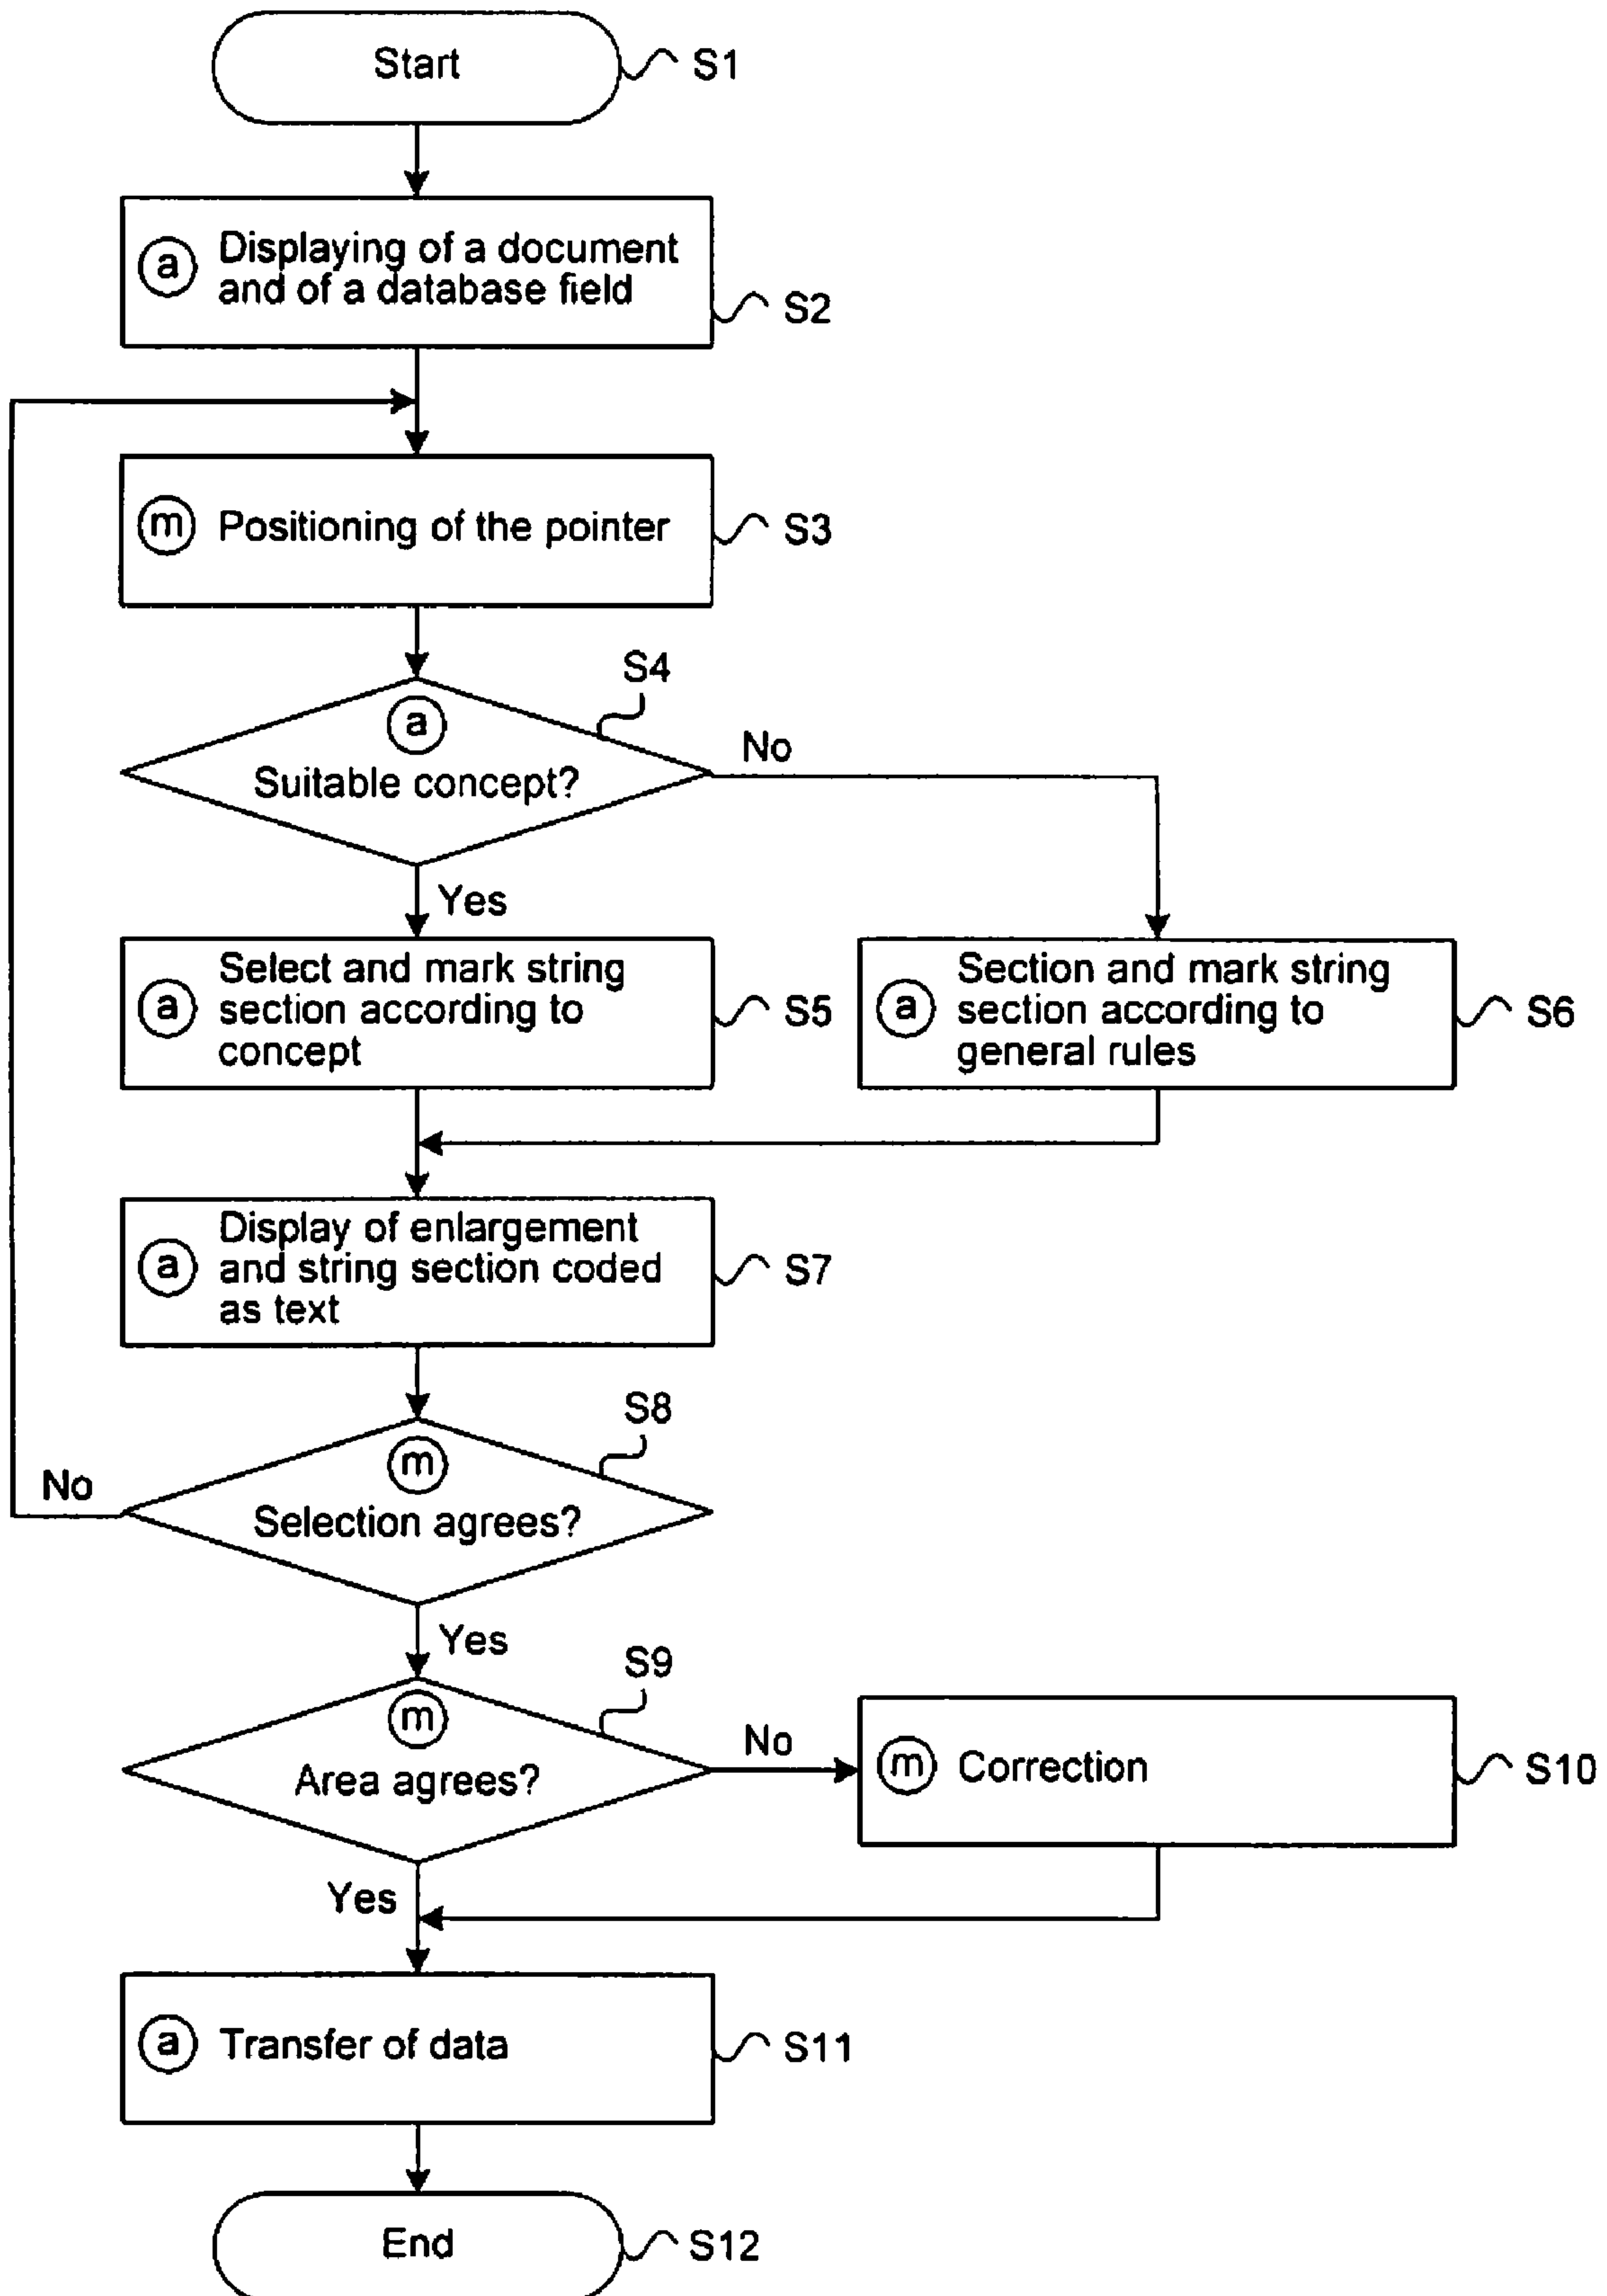 Start
S1
a
Displaying of a document
and of a database field
S2
m
Positioning of the pointer
S3
S4
a
Suitable concept?
No
Yes
a
Select and mark string
section according to
concept
S5
a
Section and mark string
section according to
general rules
S6
a
Display of enlargement
and string section coded
as text
S7
S8
m
Selection agrees?
No
Yes
S9
m
Area agrees?
No
m
Correction
S10
Yes
a
Transfer of data
S11
End
S12